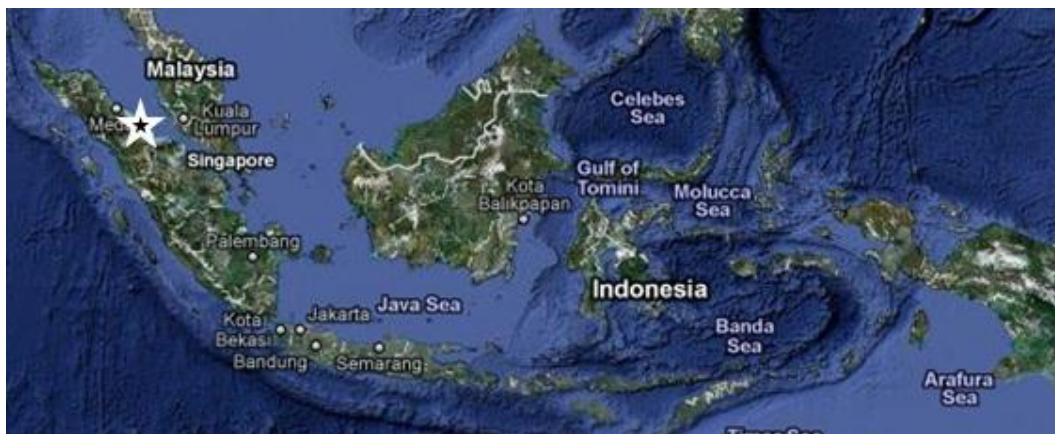 Malaysia
Kuala
Lumpur
Singapore
Celebes
Sea
Gulf of
Tomini
Molucca
Sea
Kota
Balikpapan
Palembang
Indonesia
Java Sea
Kota
Bekasi
Jakarta
Bandung
Semarang
Banda
Sea
Arafura
Sea